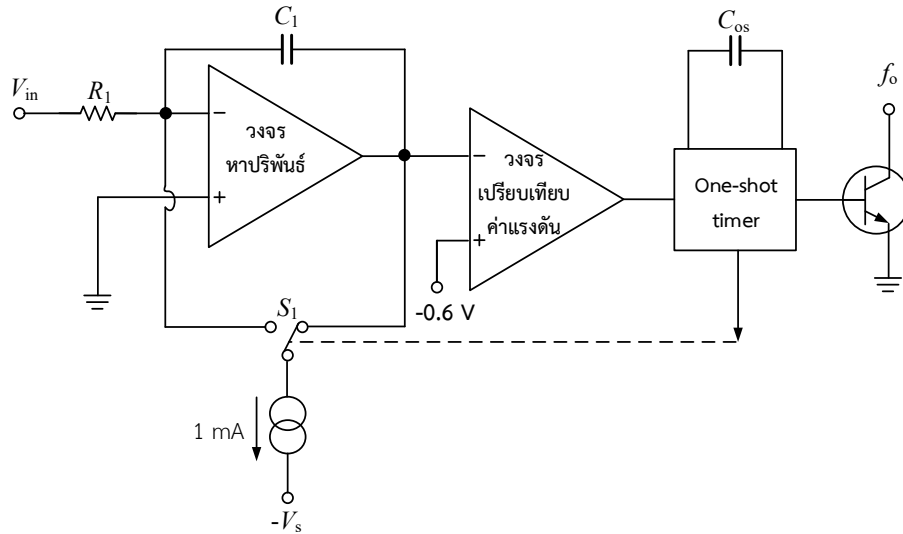 C₁
Cₒₛ
V_in
R₁
fₒ
−
วงจร
หาปริพันธ์
+
−
วงจร
เปรียบเทียบ
ค่าแรงดัน
+
One-shot
timer
-0.6 V
S₁
1 mA
-Vₛ